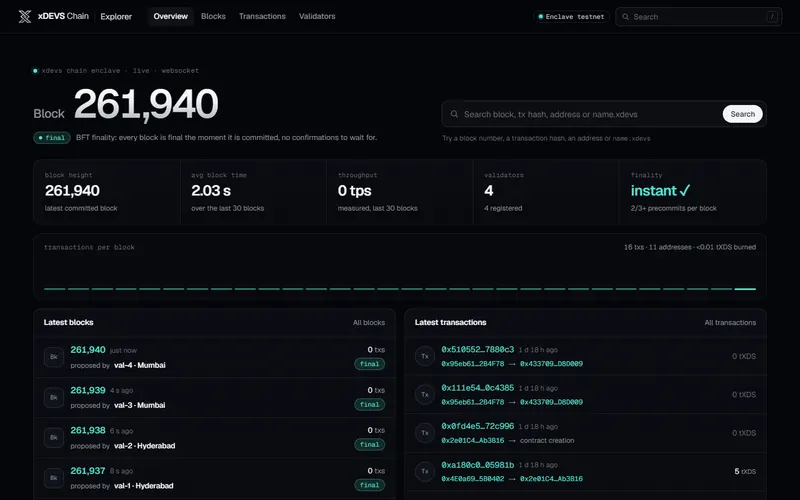 xDEVS Chain Explorer Overview Blocks Transactions Validators Enclave testnet Search /
xdevs chain enclave · live · websocket
Block 261,940
final BFT finality: every block is final the moment it is committed, no confirmations to wait for.
Search block, tx hash, address or name.xdevs Search
Try a block number, a transaction hash, an address or name.xdevs
block height avg block time throughput validators finality
261,940 2.03 s 0 tps 4 instant ✓
latest committed block over the last 30 blocks measured, last 30 blocks 4 registered 2/3+ precommits per block
transactions per block 16 txs · 11 addresses · <0.01 tXDS burned
Latest blocks All blocks
Bk 261,940 just now 0 txs
proposed by val-4 · Mumbai final
Bk 261,939 4 s ago 0 txs
proposed by val-3 · Mumbai final
Bk 261,938 6 s ago 0 txs
proposed by val-2 · Hyderabad final
Bk 261,937 8 s ago 0 txs
proposed by val-1 · Hyderabad final
Latest transactions All transactions
Tx 0x510552…7880c3 1 d 18 h ago 0 tXDS
0x95eb61…2B4F78 → 0x433709…D8D009
Tx 0x111e54…0c4385 1 d 18 h ago 0 tXDS
0x95eb61…2B4F78 → 0x433709…D8D009
Tx 0x0fd4e5…72c996 1 d 18 h ago 0 tXDS
0x2e01C4…Ab3816 → contract creation
Tx 0xa180c0…05981b 1 d 18 h ago 5 tXDS
0x4E0a69…5B0402 → 0x2e01C4…Ab3816